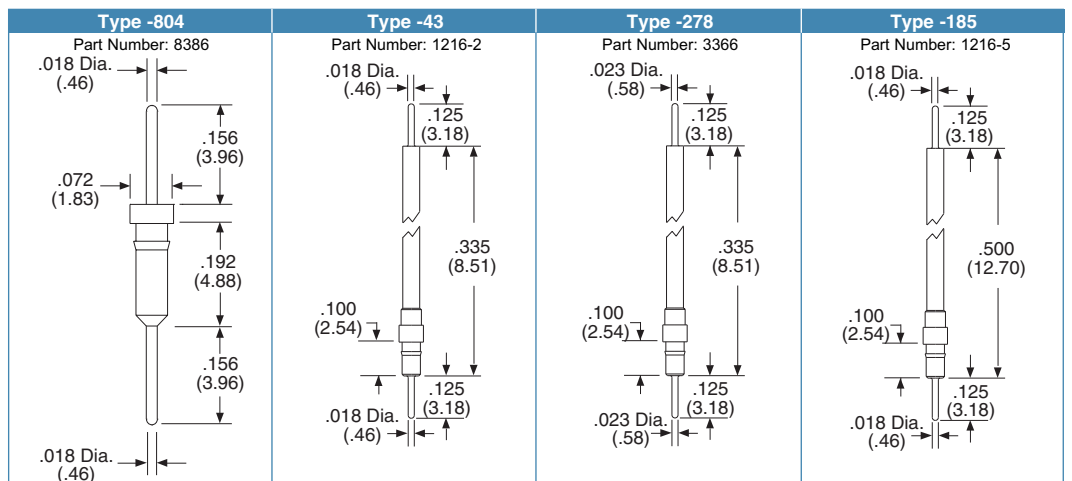 Type -804
Part Number: 8386
.018 Dia.
(.46)
.156
(3.96)
.072
(1.83)
.192
(4.88)
.156
(3.96)
.018 Dia.
(.46)
Type -43
Part Number: 1216-2
.018 Dia.
(.46)
.125
(3.18)
.335
(8.51)
.100
(2.54)
.125
(3.18)
.018 Dia.
(.46)
Type -278
Part Number: 3366
.023 Dia.
(.58)
.125
(3.18)
.335
(8.51)
.100
(2.54)
.125
(3.18)
.023 Dia.
(.58)
Type -185
Part Number: 1216-5
.018 Dia.
(.46)
.125
(3.18)
.500
(12.70)
.100
(2.54)
.125
(3.18)
.018 Dia.
(.46)